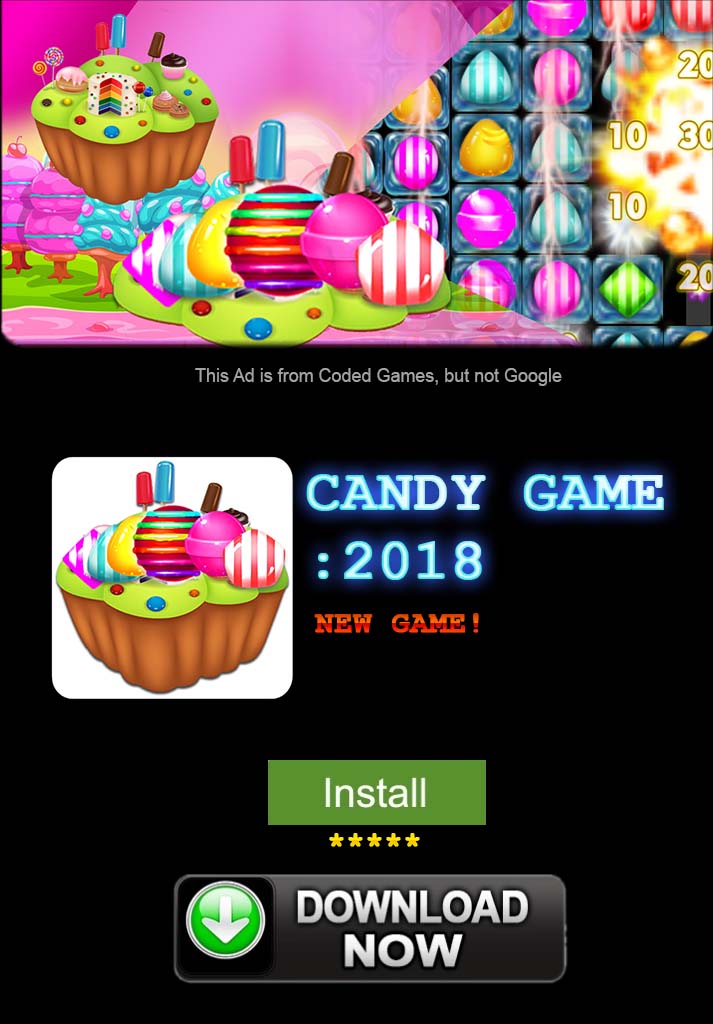 20
10 30
10
20
This Ad is from Coded Games, but not Google
CANDY GAME
:2018
NEW GAME!
Install
*****
DOWNLOAD
NOW